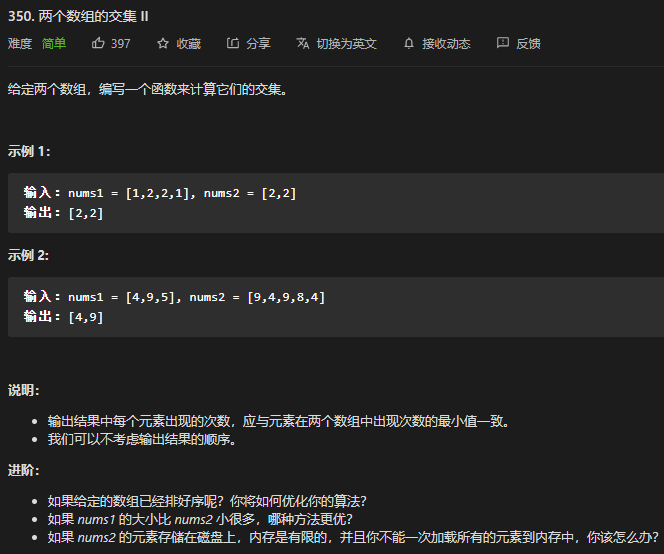 350. 两个数组的交集 II
难度 简单 397 收藏 分享 切换为英文 接收动态 反馈
给定两个数组，编写一个函数来计算它们的交集。
示例 1：
输入：nums1 = [1,2,2,1], nums2 = [2,2]
输出：[2,2]
示例 2:
输入：nums1 = [4,9,5], nums2 = [9,4,9,8,4]
输出：[4,9]
说明：
输出结果中每个元素出现的次数，应与元素在两个数组中出现次数的最小值一致。
我们可以不考虑输出结果的顺序。
进阶：
如果给定的数组已经排好序呢？你将如何优化你的算法？
如果 nums1 的大小比 nums2 小很多，哪种方法更优？
如果 nums2 的元素存储在磁盘上，内存是有限的，并且你不能一次加载所有的元素到内存中，你该怎么办？